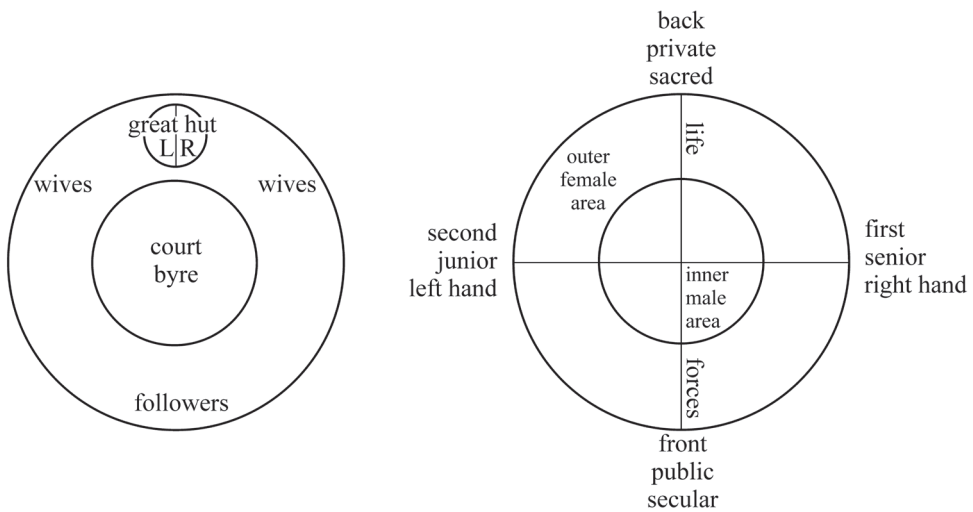 great hut
L R
wives
wives
court
byre
followers
back
private
sacred
life
outer
female
area
second
junior
left hand
first
senior
right hand
inner
male
area
forces
front
public
secular